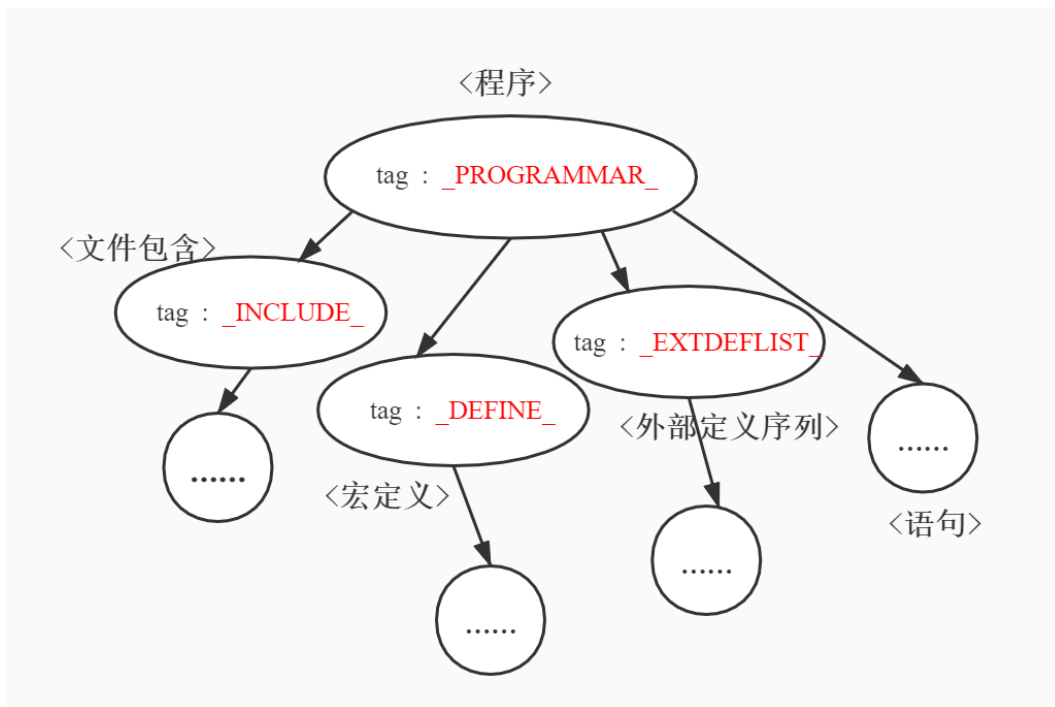 <程序>
tag : _PROGRAMMAR_
<文件包含>
tag : _INCLUDE_
tag : _EXTDEFLIST_
tag : _DEFINE_
<外部定义序列>
......
......
<宏定义>
<语句>
......
......